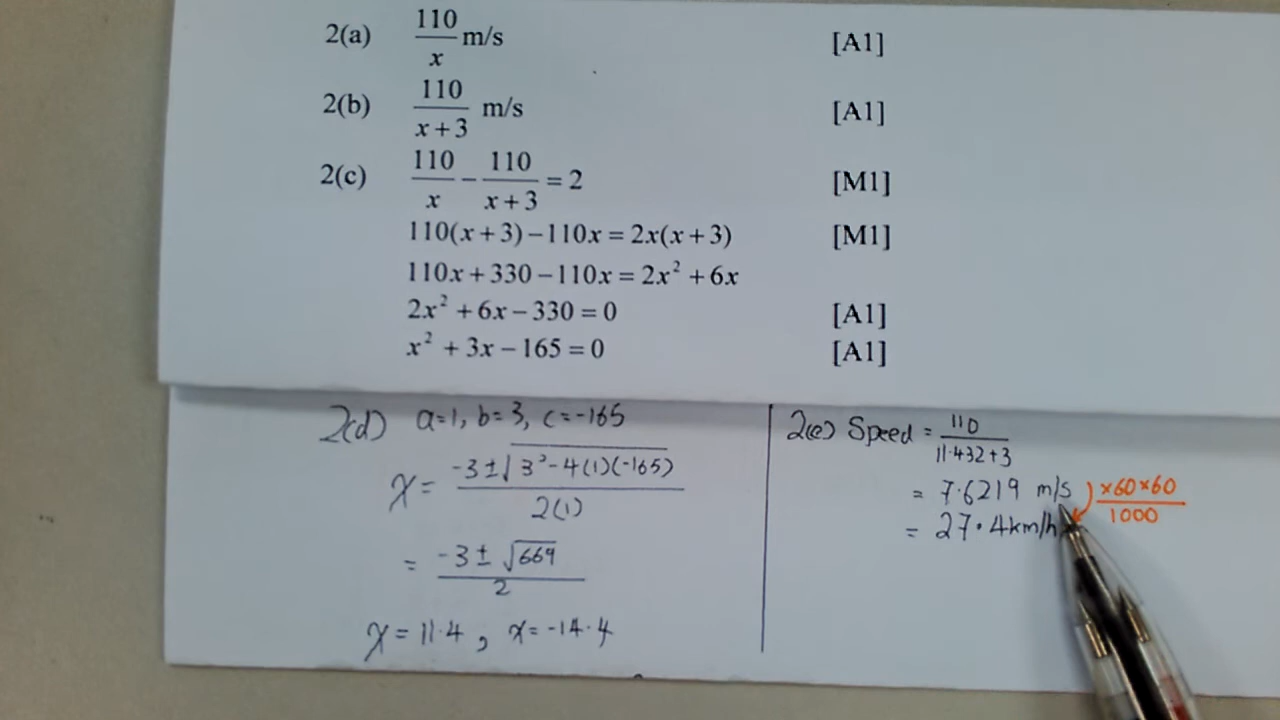 2(a) 110/x m/s [A1]
2(b) 110/(x+3) m/s [A1]
2(c) 110/x − 110/(x+3) = 2 [M1]
110(x+3)−110x = 2x(x+3) [M1]
110x+330−110x = 2x² +6x
2x² +6x−330 = 0 [A1]
x² +3x−165 = 0 [A1]
2(d) a=1, b=3, c=-165
x = (-3 ± √(3²-4(1)(-165)))/2(1)
= (-3 ± √669)/2
x = 11.4, x = -14.4
2(e) Speed = 110/(11.432+3)
= 7.6219 m/s ×60×60/1000
= 27.4km/h